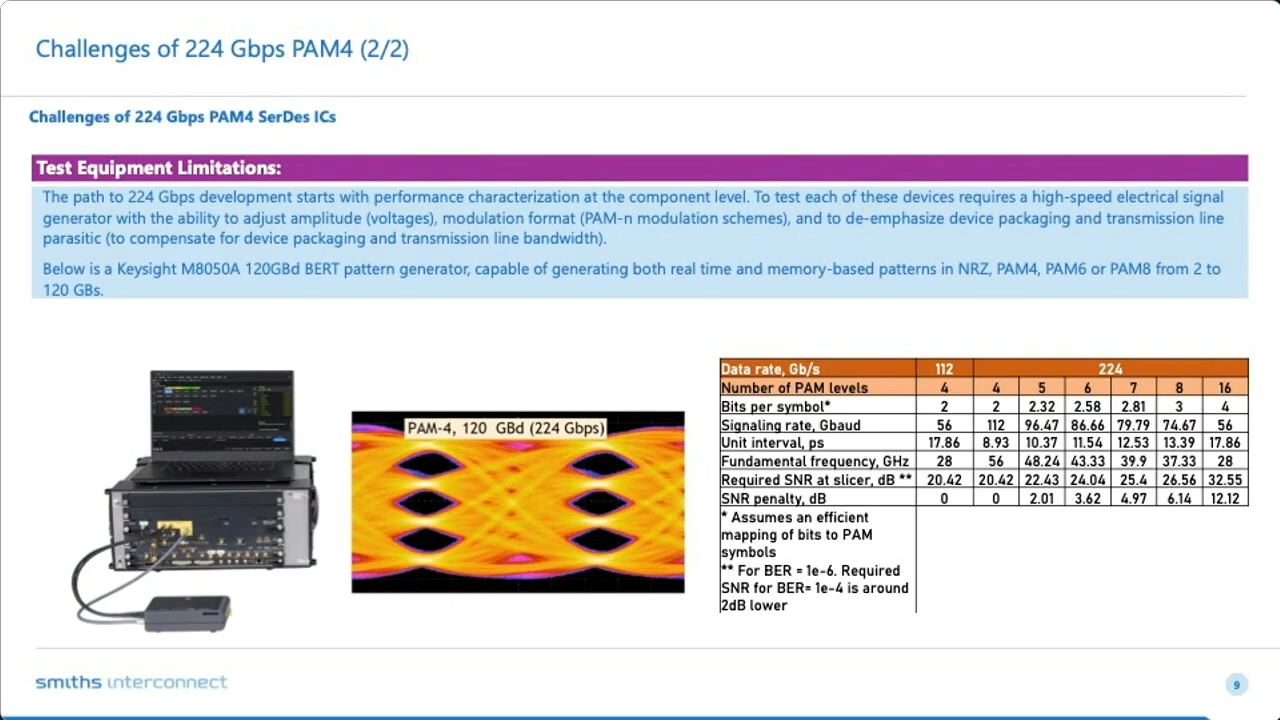 Challenges of 224 Gbps PAM4 (2/2)
Challenges of 224 Gbps PAM4 SerDes ICs
Test Equipment Limitations:
The path to 224 Gbps development starts with performance characterization at the component level. To test each of these devices requires a high-speed electrical signal
generator with the ability to adjust amplitude (voltages), modulation format (PAM-n modulation schemes), and to de-emphasize device packaging and transmission line
parasitic (to compensate for device packaging and transmission line bandwidth).
Below is a Keysight M8050A 120GBd BERT pattern generator, capable of generating both real time and memory-based patterns in NRZ, PAM4, PAM6 or PAM8 from 2 to
120 GBs.
PAM-4, 120 GBd (224 Gbps)
Data rate, Gb/s 112 224
Number of PAM levels 4 4 5 6 7 8 16
Bits per symbol* 2 2 2.32 2.58 2.81 3 4
Signaling rate, Gbaud 56 112 96.47 86.66 79.79 74.67 56
Unit interval, ps 17.86 8.93 10.37 11.54 12.53 13.39 17.86
Fundamental frequency, GHz 28 56 48.24 43.33 39.9 37.33 28
Required SNR at slicer, dB ** 20.42 20.42 22.43 24.04 25.4 26.56 32.55
SNR penalty, dB 0 0 2.01 3.62 4.97 6.14 12.12
* Assumes an efficient
mapping of bits to PAM
symbols
** For BER = 1e-6. Required
SNR for BER= 1e-4 is around
2dB lower
smiths interconnect
9